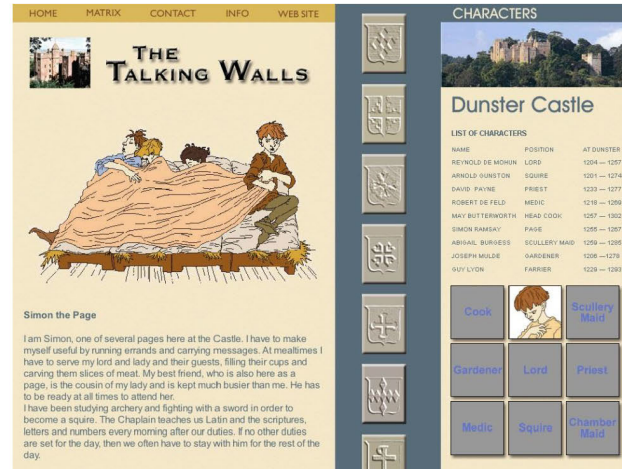 HOME MATRIX CONTACT INFO WEB SITE
THE
TALKING WALLS
Simon the Page
I am Simon, one of several pages here at the Castle. I have to make
myself useful by running errands and carrying messages. At mealtimes I
have to serve my lord and lady and their guests, filling their cups and
carving them slices of meat. My best friend, who is also here as a
page, is the cousin of my lady and is kept much busier than me. He has
to be ready at all times to attend her.
I have been studying archery and fighting with a sword in order to
become a squire. The Chaplain teaches us Latin and the scriptures,
letters and numbers every morning after our duties. If no other duties
are set for the day, then we often have to stay with him for the rest of the
day.
CHARACTERS
Dunster Castle
LIST OF CHARACTERS
NAME POSITION AT DUNSTER
REYNOLD DE MOHUN LORD 1204 — 1257
ARNOLD GUNSTON SQUIRE 1201 — 1274
DAVID PAYNE PRIEST 1233 — 1277
ROBERT DE FELD MEDIC 1218 — 1269
MAY BUTTERWORTH HEAD COOK 1257 — 1302
SIMON RAMSAY PAGE 1255 — 1257
ABIGAIL BURGESS SCULLERY MAID 1259 — 1285
JOSEPH MULDE GARDENER 1206 —1278
GUY LYON FARRIER 1229 — 1293
Cook
Scullery
Maid
Gardener Lord Priest
Medic Squire Chamber
Maid